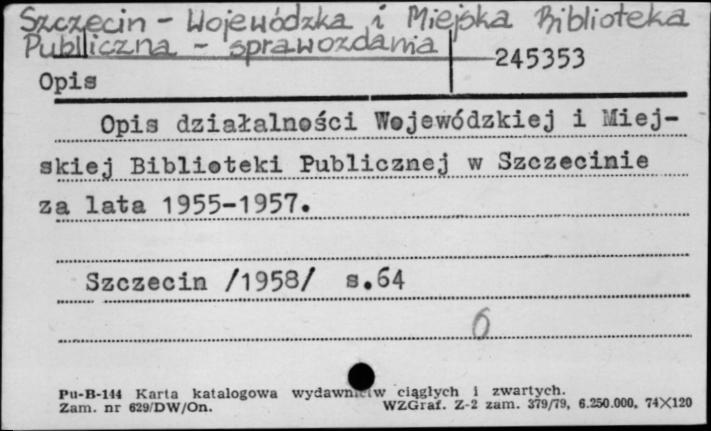 Szczecin - Wojewódzka i Miejska Biblioteka
Publiczna - sprawozdania
245353
Opis
Opis działalności Wojewódzkiej i Miej-
skiej Biblioteki Publicznej w Szczecinie
za lata 1955-1957.
Szczecin /1958/ s.64
6
Pu-B-144 Karta katalogowa wydawnictw ciągłych i zwartych.
Zam. nr 629/DW/On. WZGraf. Z-2 zam. 379/79, 6.250.000, 74×120